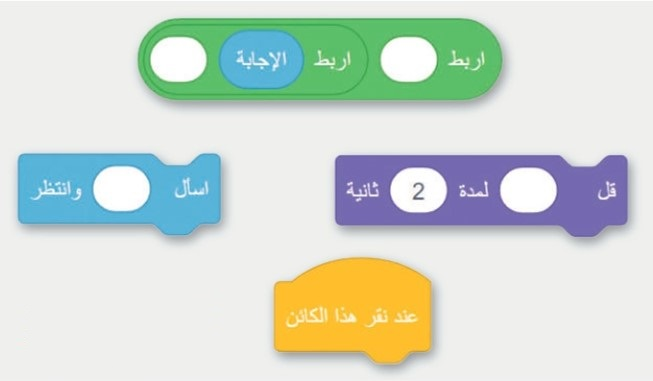 اربط اربط الإجابة
قل لمدة 2 ثانية
اسأل وانتظر
عند نقر هذا الكائن